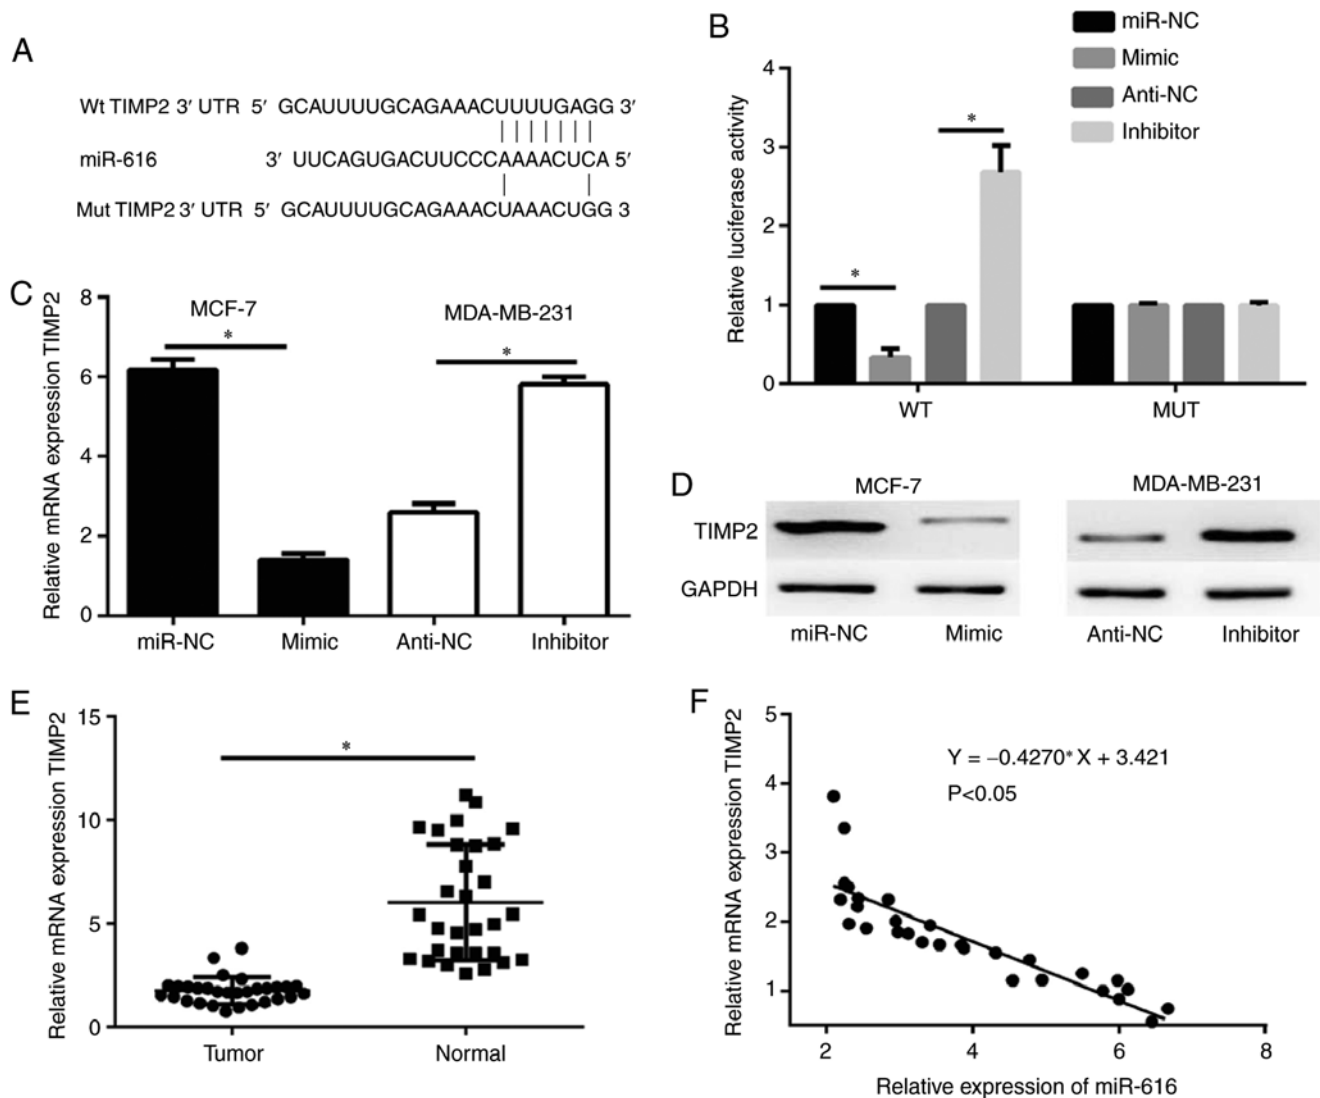 A
Wt TIMP2 3′ UTR 5′ GCAUUUUGCAGAAACUUUUGAGG 3′
miR-616 3′ UUCAGUGACUUCCCAAAACUCA 5′
Mut TIMP2 3′ UTR 5′ GCAUUUUGCAGAAACUAAACUGG 3
B
miR-NC
Mimic
Anti-NC
Inhibitor
Relative luciferase activity
4
3
2
1
0
*
*
WT
MUT
C
Relative mRNA expression TIMP2
8
6
4
2
0
MCF-7
*
MDA-MB-231
*
miR-NC
Mimic
Anti-NC
Inhibitor
D
MCF-7
MDA-MB-231
TIMP2
GAPDH
miR-NC
Mimic
Anti-NC
Inhibitor
E
Relative mRNA expression TIMP2
15
10
5
0
*
Tumor
Normal
F
Relative mRNA expression TIMP2
5
4
3
2
1
Y = −0.4270* X + 3.421
P<0.05
2
4
6
8
Relative expression of miR-616